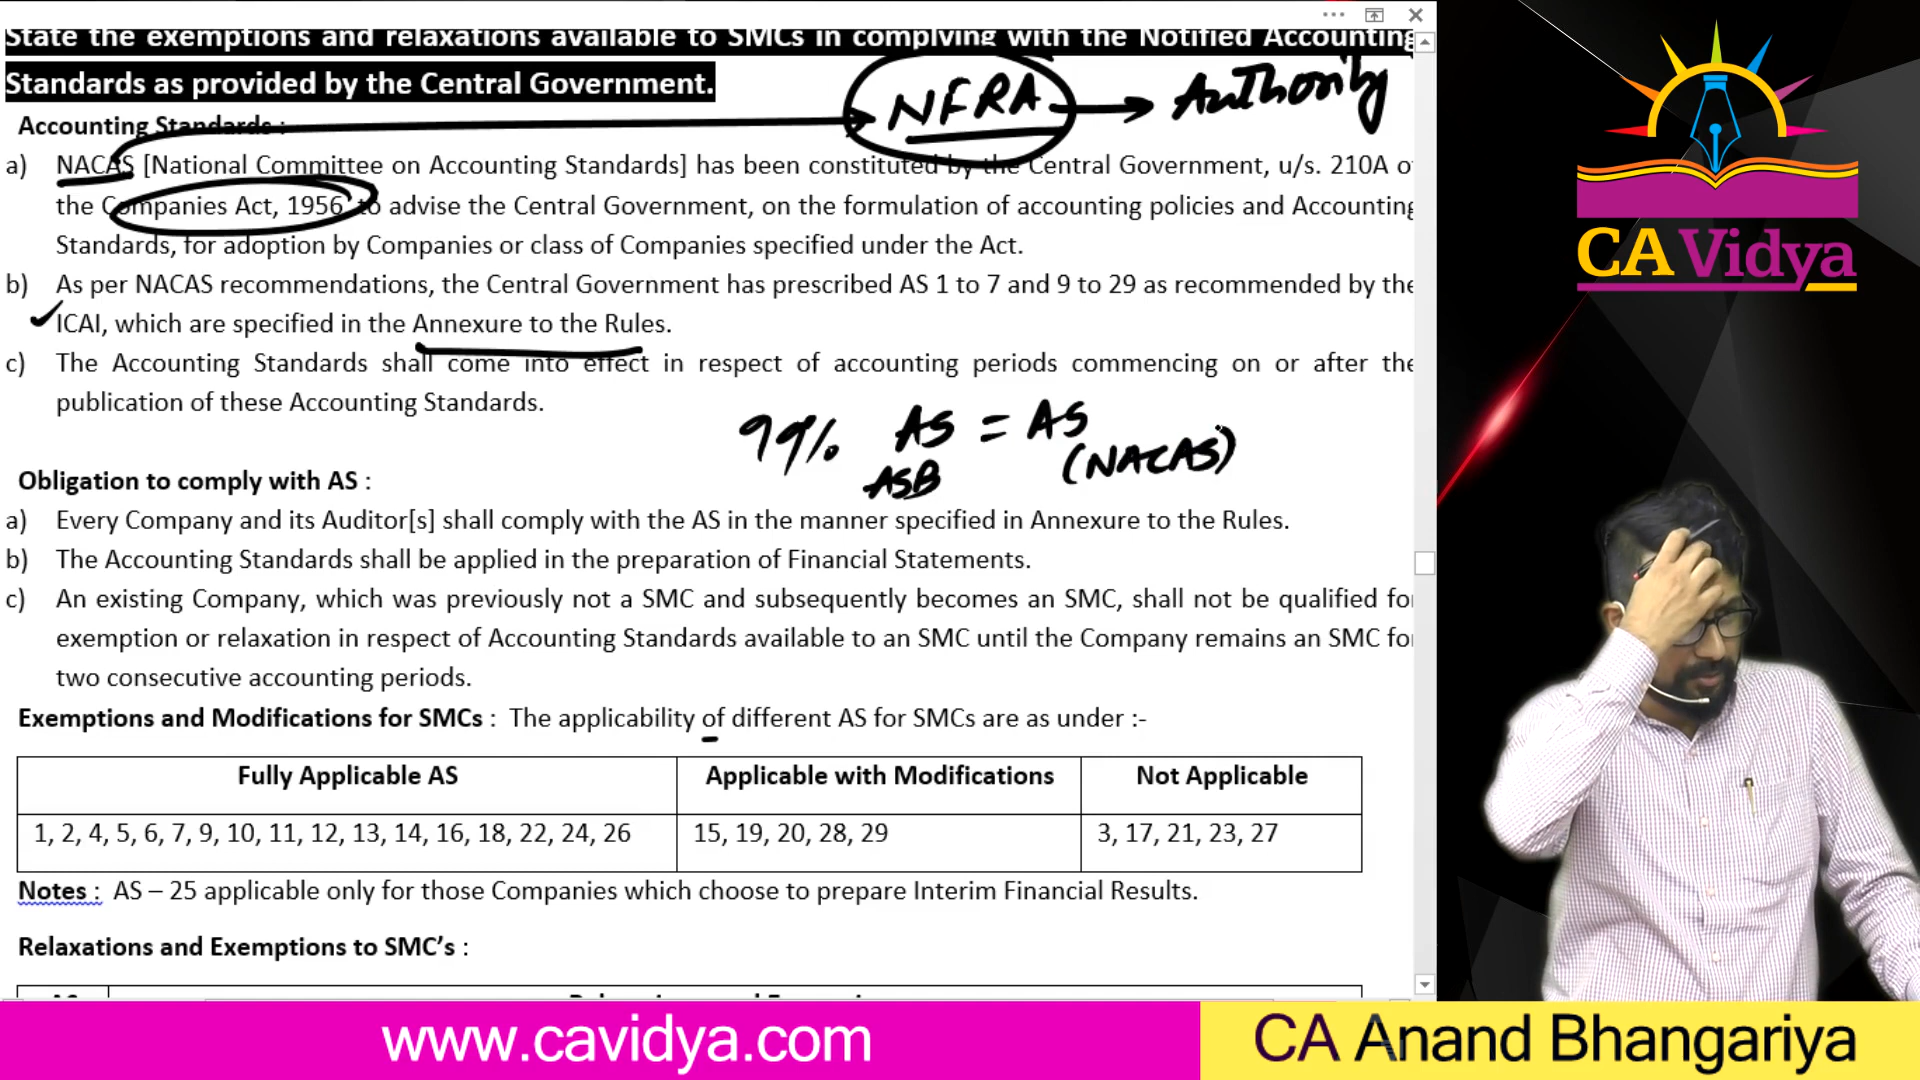 State the exemptions and relaxations available to SMCs in complying with the Notified Accounting
Standards as provided by the Central Government.
NFRA → Authority
Accounting Standards :
a) NACAS [National Committee on Accounting Standards] has been constituted by the Central Government, u/s. 210A of
the Companies Act, 1956, to advise the Central Government, on the formulation of accounting policies and Accounting
Standards, for adoption by Companies or class of Companies specified under the Act.
b) As per NACAS recommendations, the Central Government has prescribed AS 1 to 7 and 9 to 29 as recommended by the
ICAI, which are specified in the Annexure to the Rules.
c) The Accounting Standards shall come into effect in respect of accounting periods commencing on or after the
publication of these Accounting Standards.
99% AS = AS
ASB (NACAS)
Obligation to comply with AS :
a) Every Company and its Auditor[s] shall comply with the AS in the manner specified in Annexure to the Rules.
b) The Accounting Standards shall be applied in the preparation of Financial Statements.
c) An existing Company, which was previously not a SMC and subsequently becomes an SMC, shall not be qualified for
exemption or relaxation in respect of Accounting Standards available to an SMC until the Company remains an SMC for
two consecutive accounting periods.
Exemptions and Modifications for SMCs : The applicability of different AS for SMCs are as under :-
Fully Applicable AS Applicable with Modifications Not Applicable
1, 2, 4, 5, 6, 7, 9, 10, 11, 12, 13, 14, 16, 18, 22, 24, 26 15, 19, 20, 28, 29 3, 17, 21, 23, 27
Notes : AS – 25 applicable only for those Companies which choose to prepare Interim Financial Results.
Relaxations and Exemptions to SMC’s :
CA Vidya
www.cavidya.com
CA Anand Bhangariya